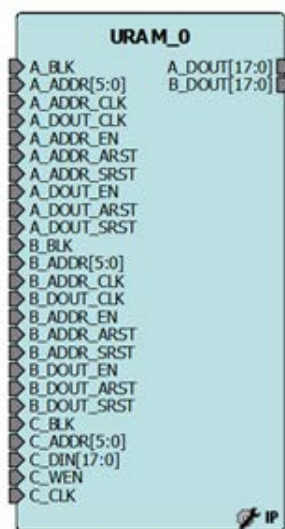 URAM_0
A_BLK A_DOUT[17:0]
A_ADDR[5:0] B_DOUT[17:0]
A_ADDR_CLK
A_DOUT_CLK
A_ADDR_EN
A_ADDR_ARST
A_ADDR_SRST
A_DOUT_EN
A_DOUT_ARST
A_DOUT_SRST
B_BLK
B_ADDR[5:0]
B_ADDR_CLK
B_DOUT_CLK
B_ADDR_EN
B_ADDR_ARST
B_ADDR_SRST
B_DOUT_EN
B_DOUT_ARST
B_DOUT_SRST
C_BLK
C_ADDR[5:0]
C_DIN[17:0]
C_WEN
C_CLK
IP